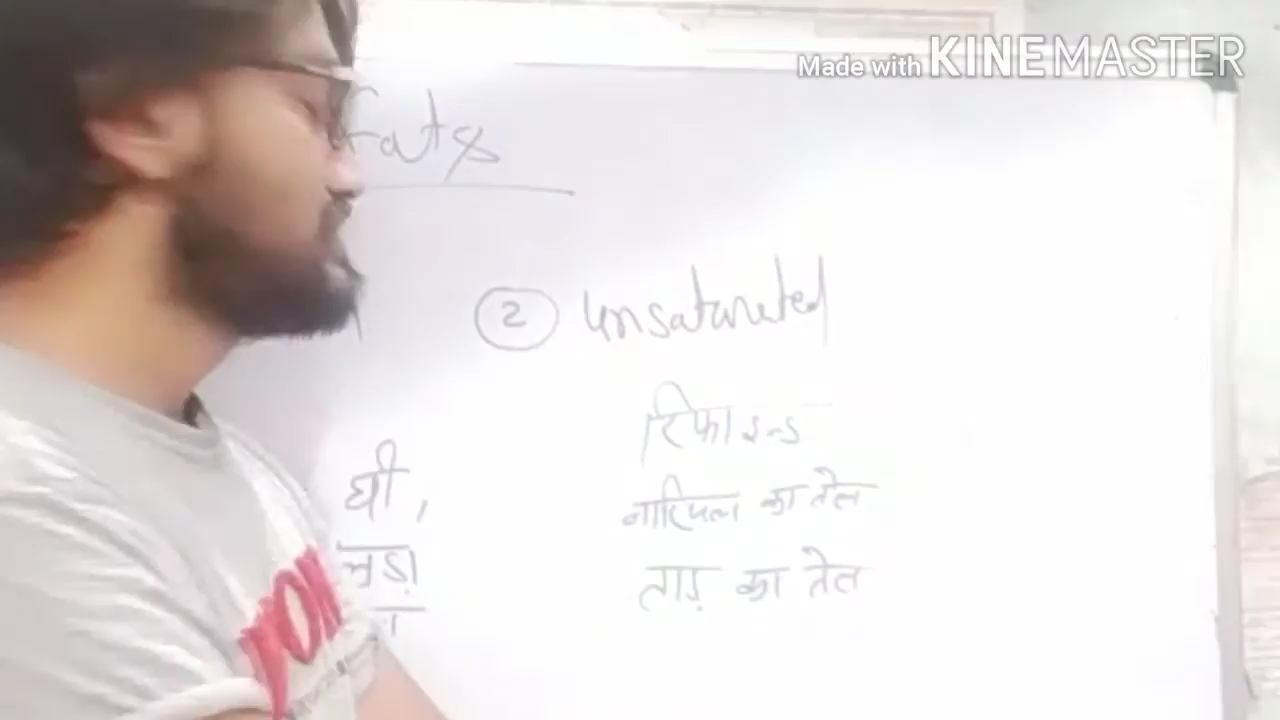 Made with KINEMASTER
Fats
2 unsaturated
रिफाइन्ड
घी,
नारियल का तेल
ताड़ का तेल